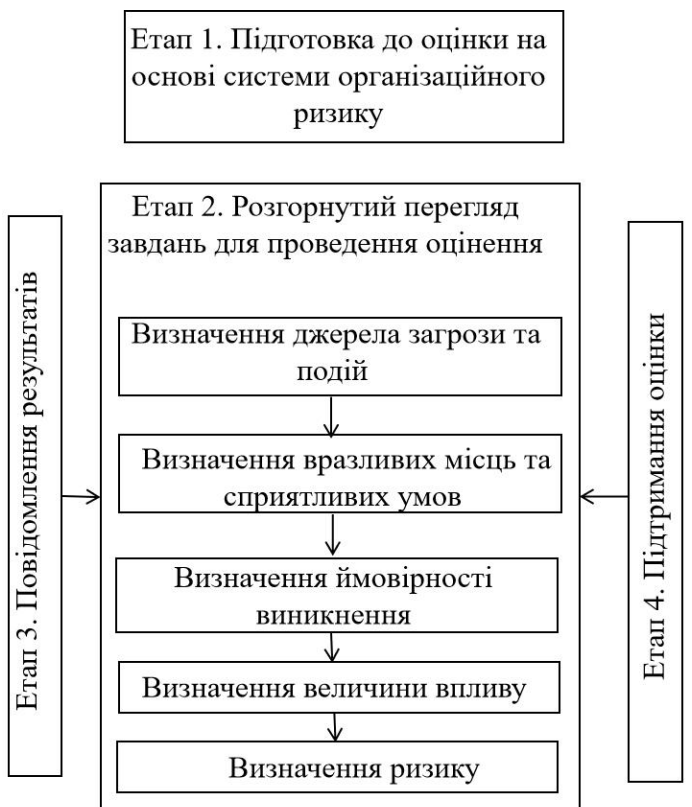 Етап 1. Підготовка до оцінки на
основі системи організаційного
ризику
Етап 2. Розгорнутий перегляд
завдань для проведення оцінення
Визначення джерела загрози та
подій
Визначення вразливих місць та
сприятливих умов
Визначення ймовірності
виникнення
Визначення величини впливу
Визначення ризику
Етап 3. Повідомлення результатів
Етап 4. Підтримання оцінки